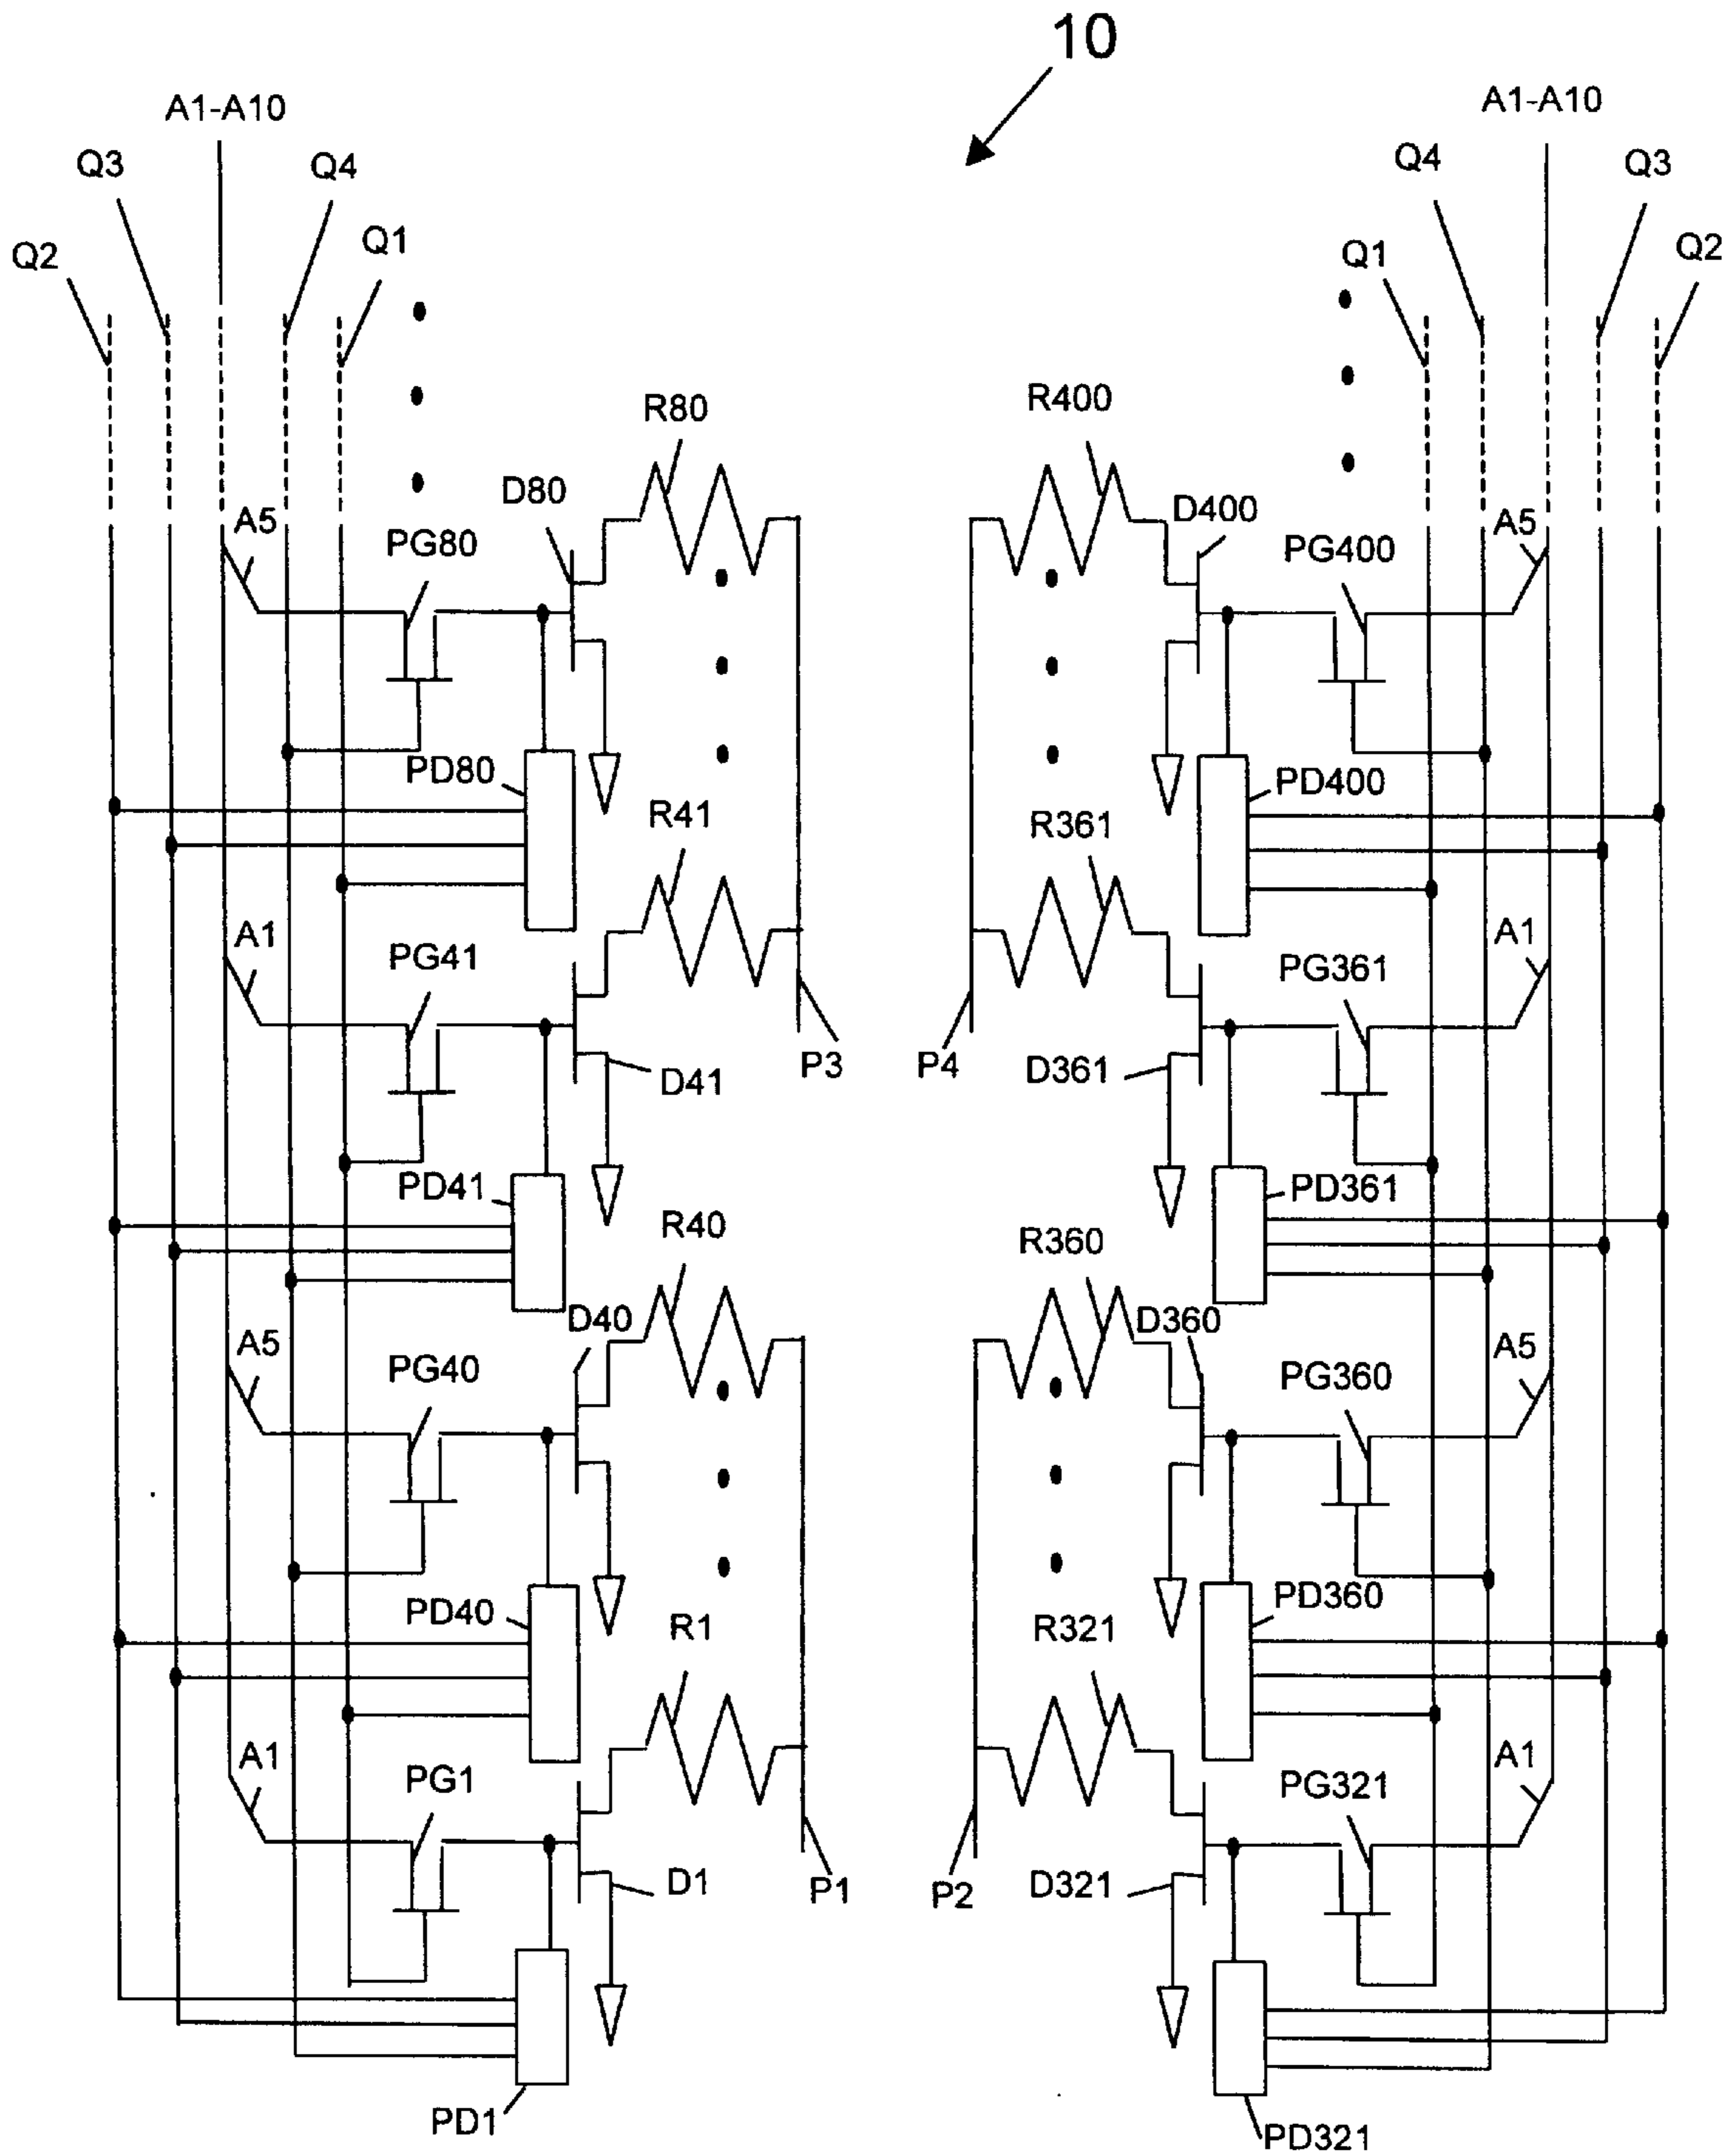 10
A1-A10
A1-A10
Q3
Q4
Q4
Q3
Q2
Q1
Q1
Q2
R80
R400
D80
D400
A5
PG80
PG400
A5
PD80
PD400
R41
R361
A1
PG41
PG361
A1
D41
P3
P4
D361
PD41
PD361
R40
R360
D40
D360
A5
PG40
PG360
A5
PD40
PD360
R1
R321
A1
PG1
PG321
A1
D1
P1
P2
D321
PD1
PD321